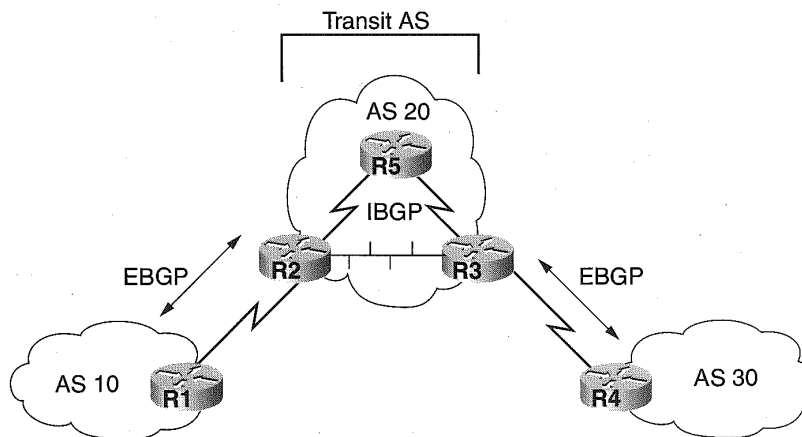 Transit AS
AS 20
R5
IBGP
R2
R3
EBGP
EBGP
AS 10
R1
R4
AS 30